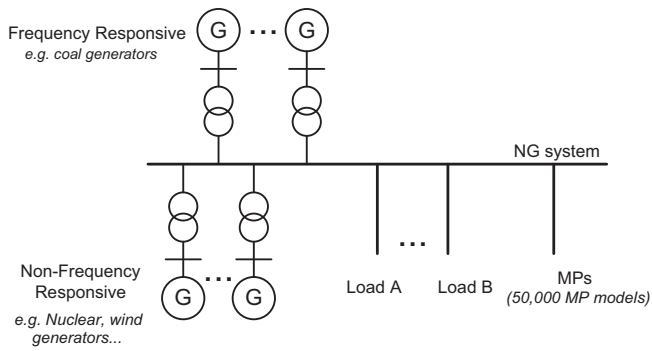 Frequency Responsive
e.g. coal generators
G ... G
NG system
Non-Frequency
Responsive
e.g. Nuclear, wind
generators...
G ... G
Load A ... Load B
MPs
(50,000 MP models)